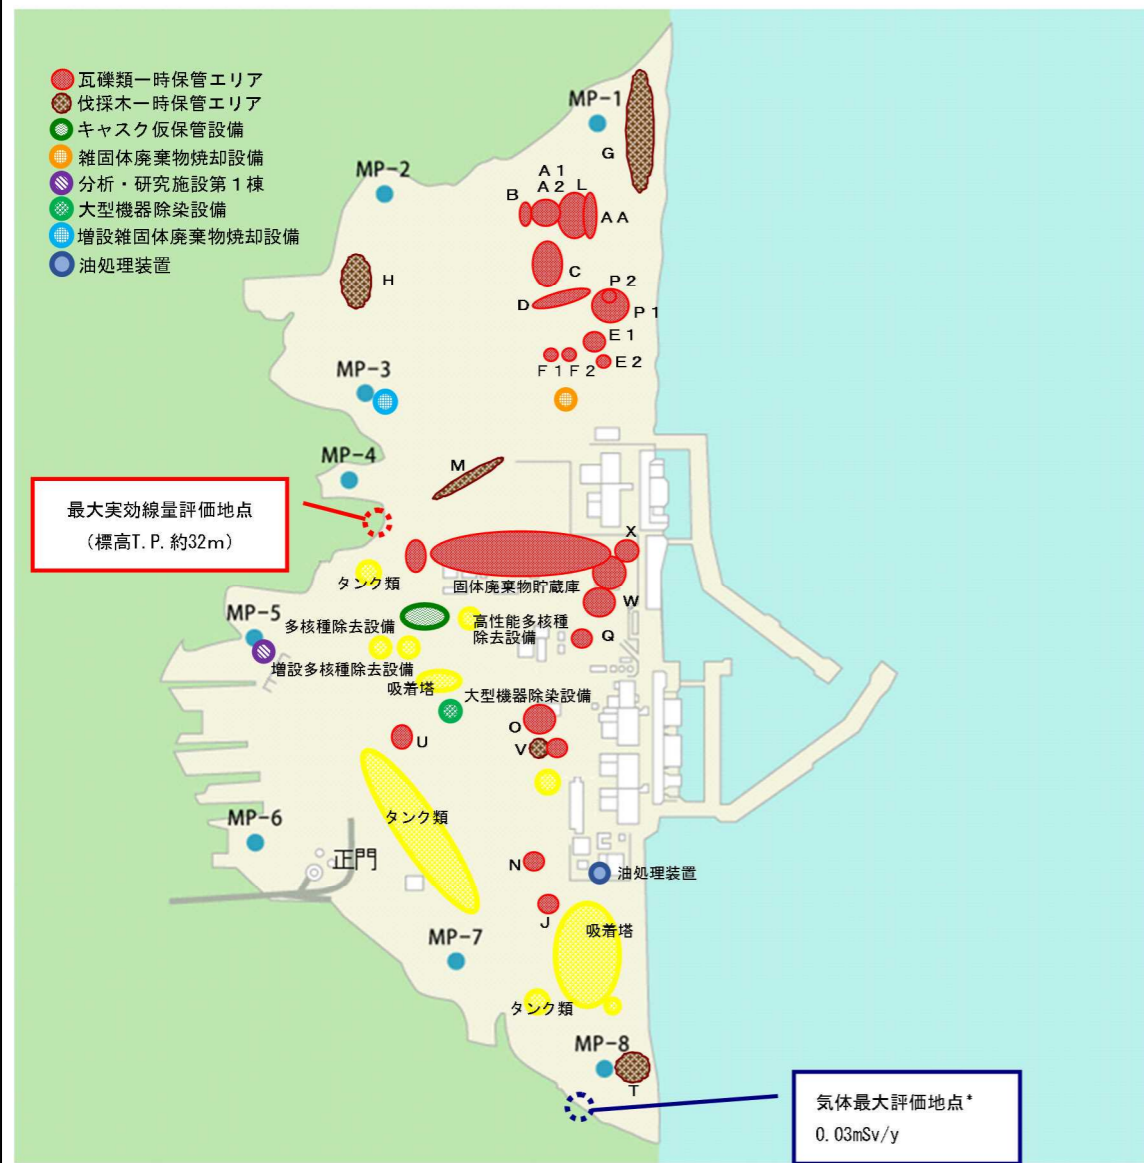 瓦礫類一時保管エリア
伐採木一時保管エリア
キャスク仮保管設備
雑固体廃棄物焼却設備
分析・研究施設第１棟
大型機器除染設備
増設雑固体廃棄物焼却設備
油処理装置
MP-1
G
MP-2
A１
A２
L
B
AA
C
H
P２
D
P１
E１
E２
F１
F２
MP-3
MP-4
M
最大実効線量評価地点
（標高T.P.約32m）
X
タンク類
固体廃棄物貯蔵庫
W
MP-5
多核種除去設備
高性能多核種
除去設備
Q
増設多核種除去設備
吸着塔
大型機器除染設備
O
U
V
タンク類
MP-6
正門
N
油処理装置
J
吸着塔
MP-7
タンク類
MP-8
T
気体最大評価地点*
0.03mSv/y